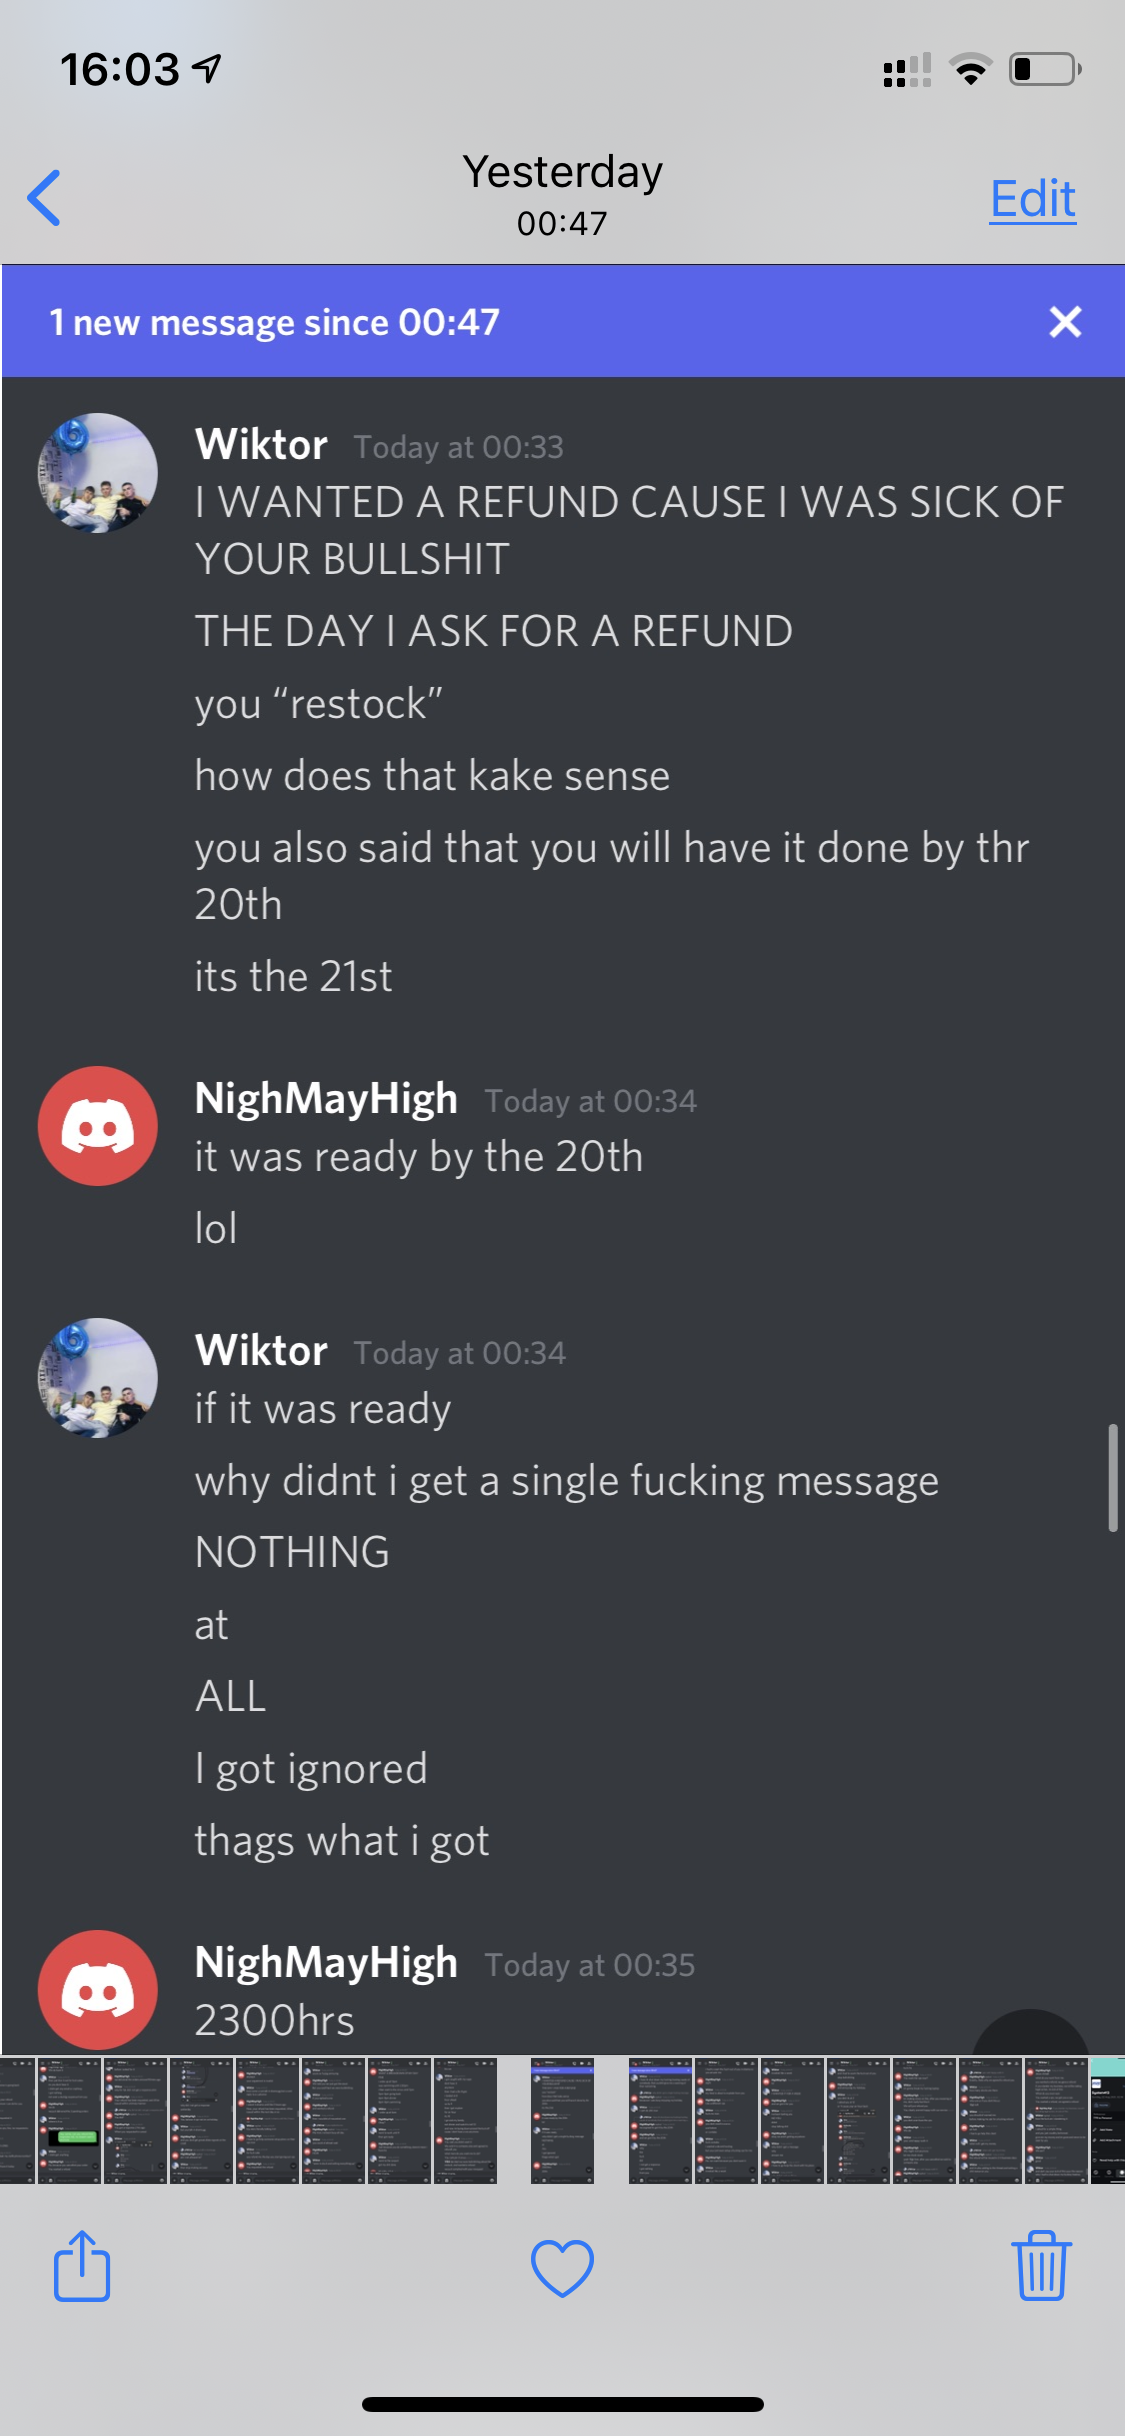 16:03
Yesterday
00:47
Edit
1 new message since 00:47
Wiktor Today at 00:33
I WANTED A REFUND CAUSE I WAS SICK OF
YOUR BULLSHIT
THE DAY I ASK FOR A REFUND
you “restock”
how does that kake sense
you also said that you will have it done by thr
20th
its the 21st
NighMayHigh Today at 00:34
it was ready by the 20th
lol
Wiktor Today at 00:34
if it was ready
why didnt i get a single fucking message
NOTHING
at
ALL
I got ignored
thags what i got
NighMayHigh Today at 00:35
2300hrs